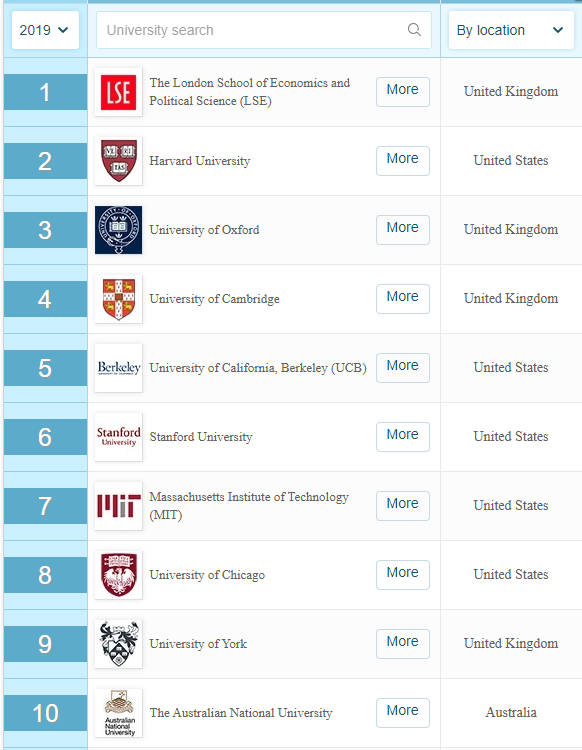 2019
University search
By location
1
LSE
The London School of Economics and
Political Science (LSE)
More
United Kingdom
2
VE RI
TAS
Harvard University
More
United States
3
University of Oxford
More
United Kingdom
4
University of Cambridge
More
United Kingdom
5
Berkeley
University of California, Berkeley (UCB)
More
United States
6
Stanford
University
Stanford University
More
United States
7
MIT
Massachusetts Institute of Technology
(MIT)
More
United States
8
University of Chicago
More
United States
9
University of York
More
United Kingdom
10
Australian
National
University
The Australian National University
More
Australia